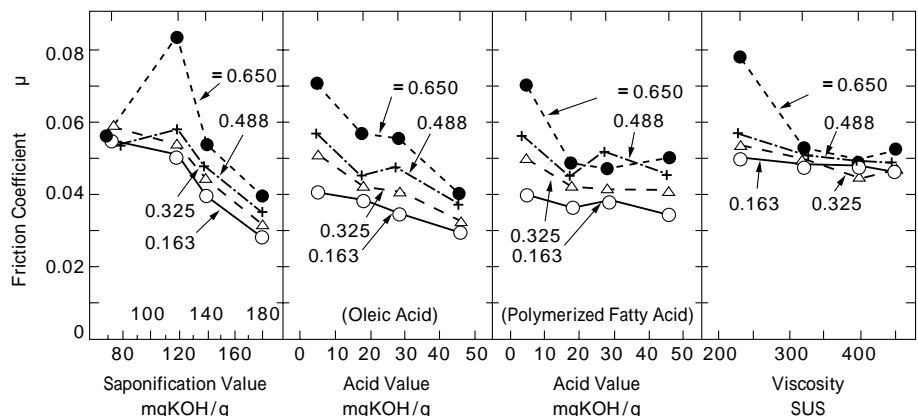 0.08
0.06
0.04
0.02
0
Friction Coefficient μ
=0.650
0.488
0.325
0.163
100 140 180
80 120 160
Saponification Value
mgKOH/g
=0.650
0.488
0.325
0.163
(Oleic Acid)
0 10 20 30 40 50
Acid Value
mgKOH/g
=0.650
0.488
0.325
0.163
(Polymerized Fatty Acid)
0 10 20 30 40 50
Acid Value
mgKOH/g
=0.650
0.488
0.163
0.325
200 300 400 500
Viscosity
SUS